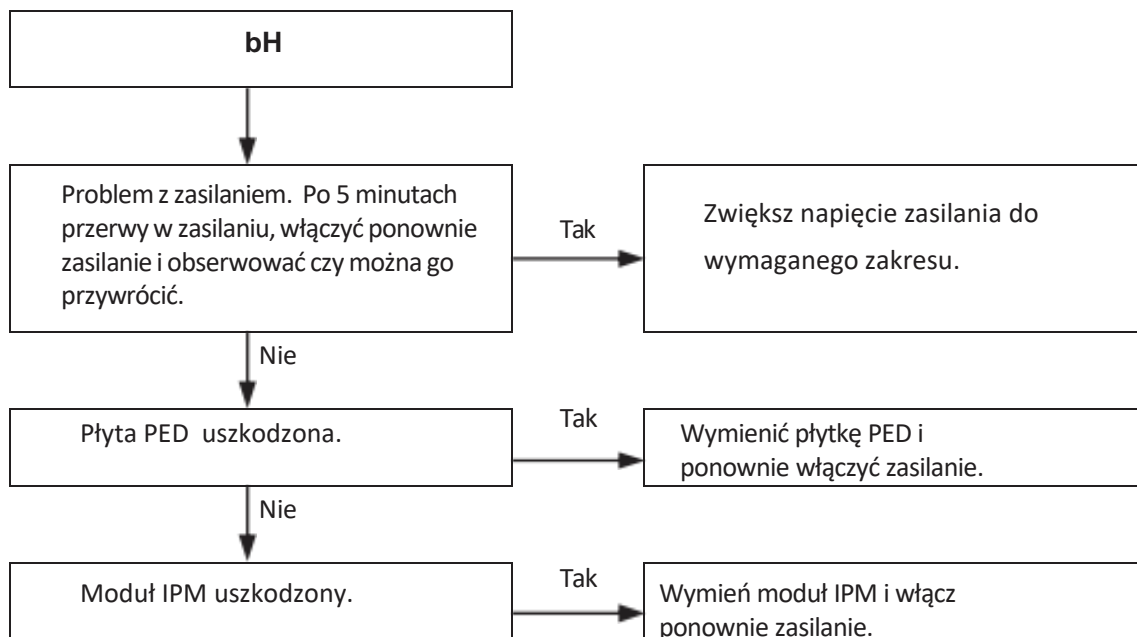 bH
Problem z zasilaniem. Po 5 minutach
przerwy w zasilaniu, włączyć ponownie
zasilanie i obserwować czy można go
przywrócić.
Tak
Zwiększ napięcie zasilania do
wymaganego zakresu.
Nie
Płyta PED uszkodzona.
Tak
Wymienić płytkę PED i
ponownie włączyć zasilanie.
Nie
Moduł IPM uszkodzony.
Tak
Wymień moduł IPM i włącz
ponownie zasilanie.